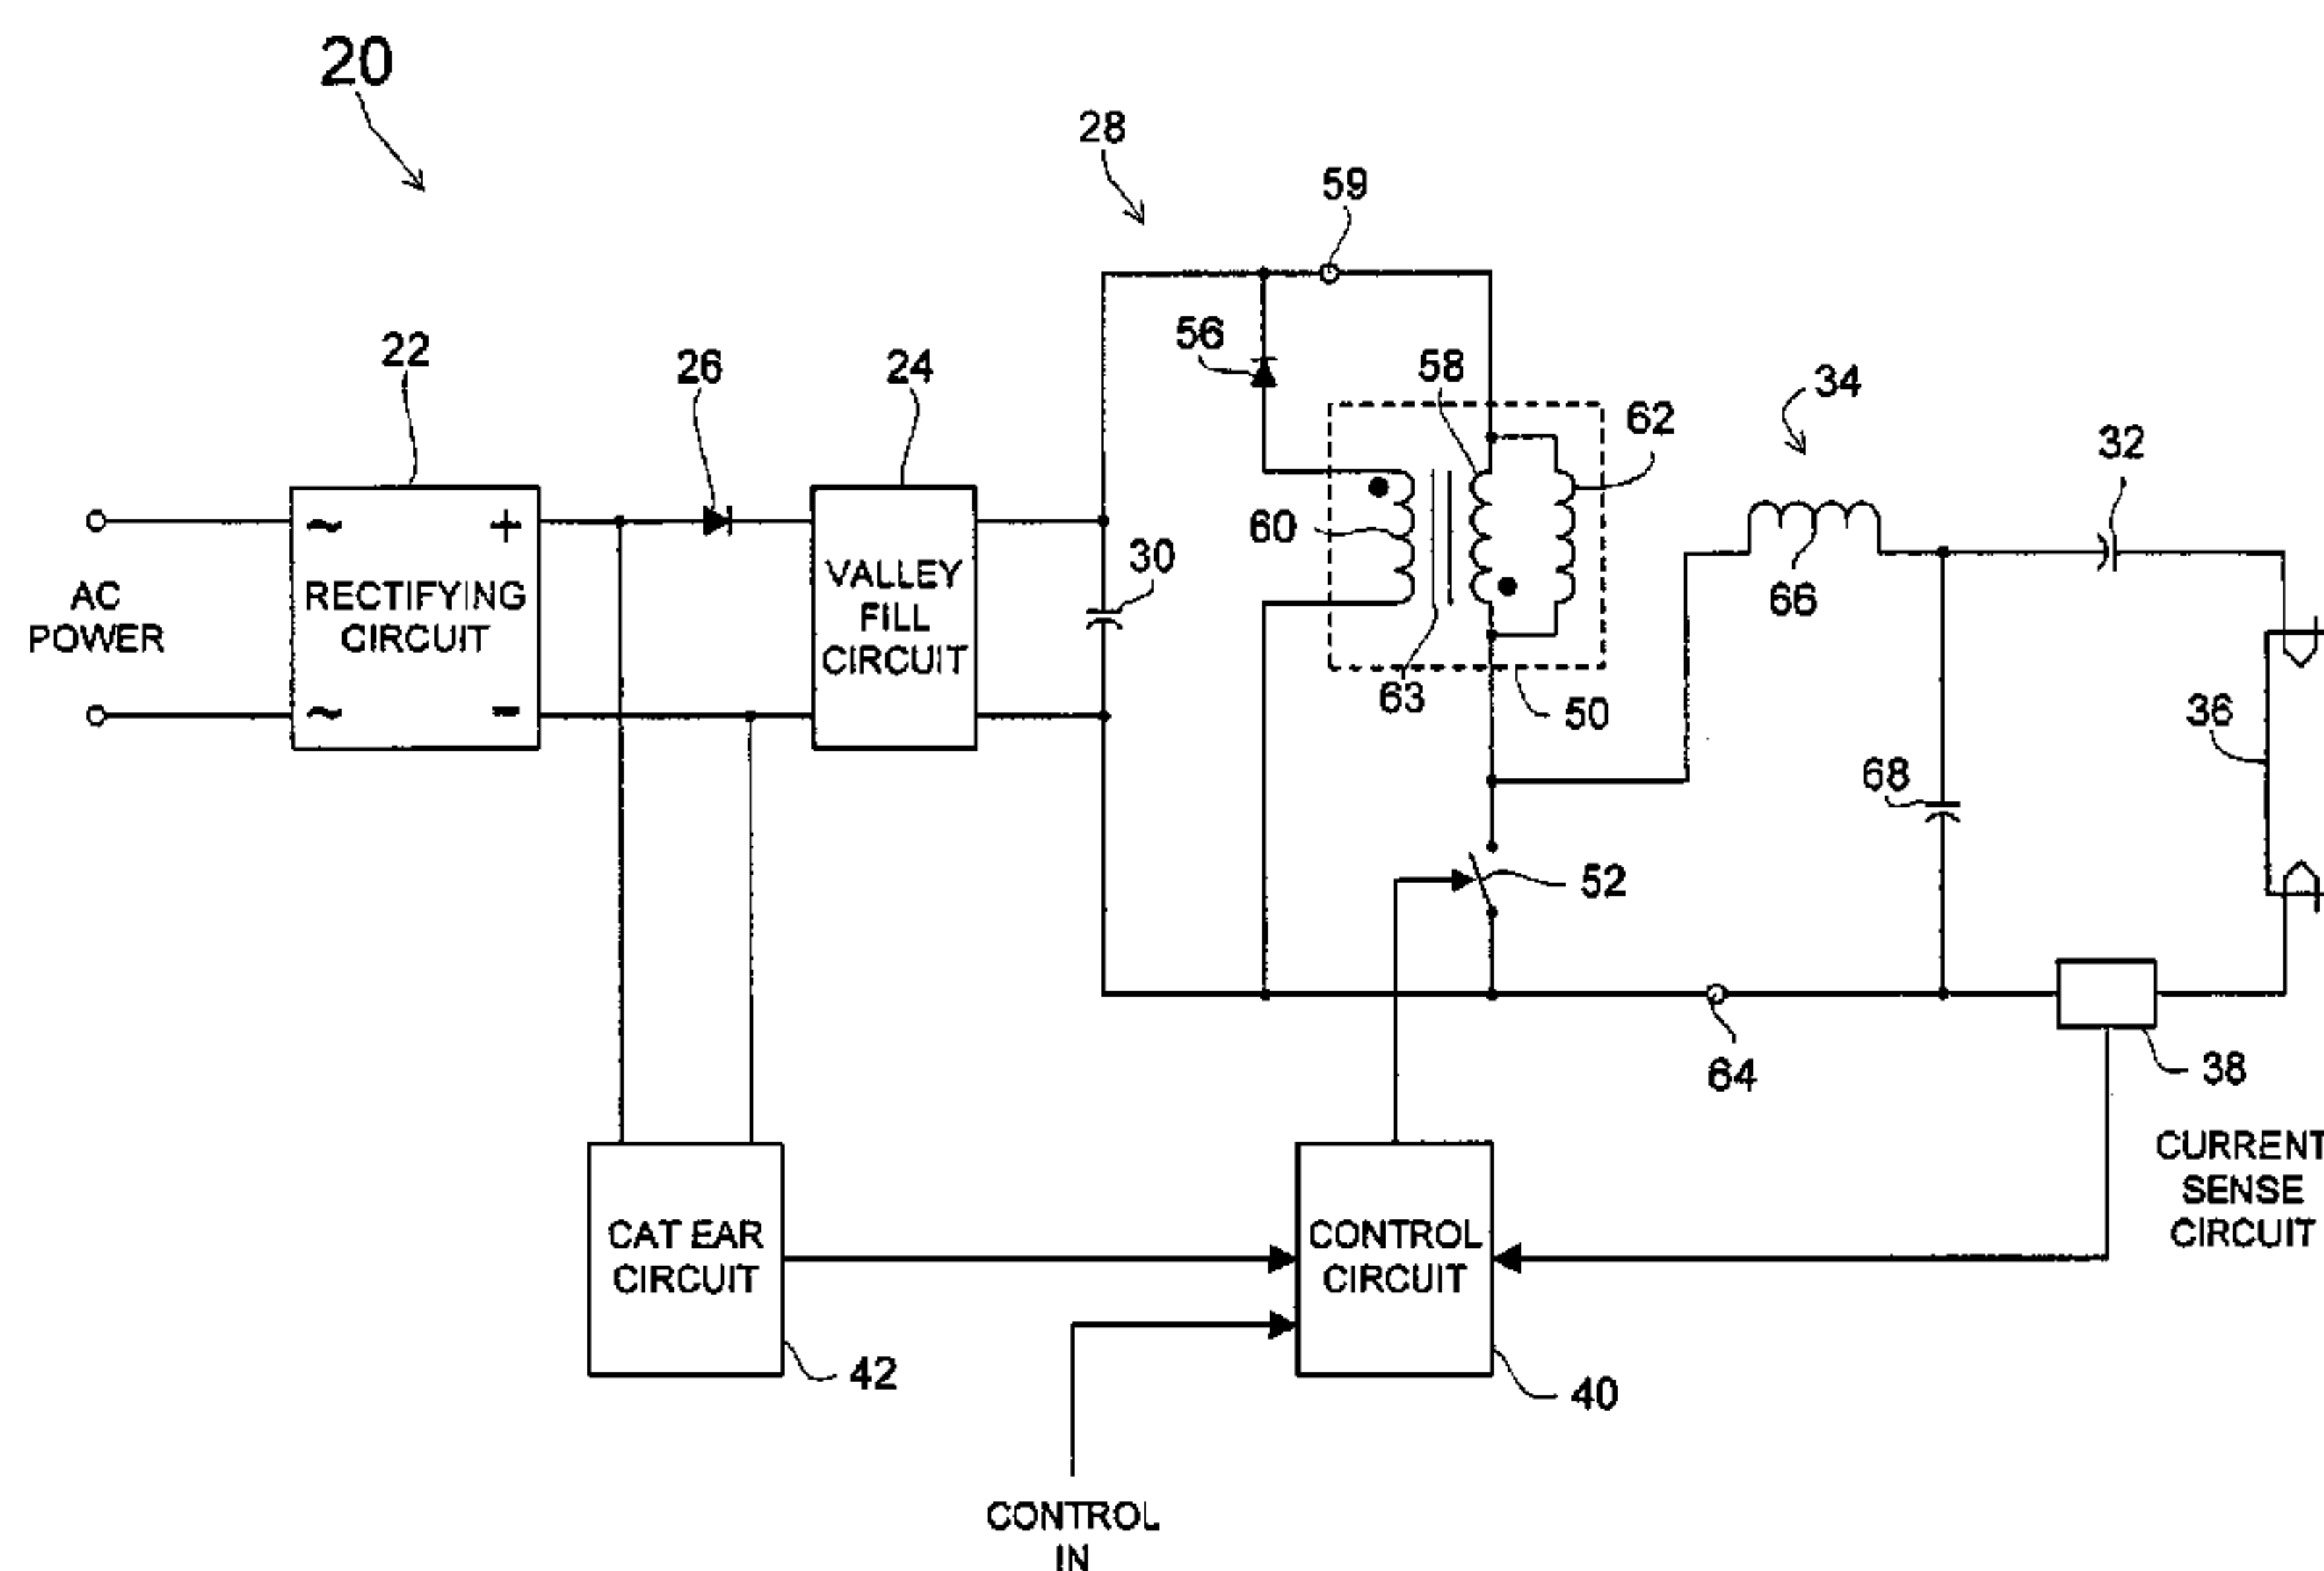 20
28
59
22
26
24
56
58
62
34
32
~
+
AC
POWER
RECTIFYING
CIRCUIT
~
-
VALLEY
FILL
CIRCUIT
30
60
63
50
66
36
68
52
64
38
CURRENT
SENSE
CIRCUIT
CAT EAR
CIRCUIT
CONTROL
CIRCUIT
42
40
CONTROL
IN